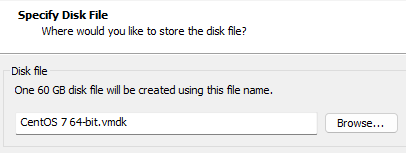 Specify Disk File
Where would you like to store the disk file?
Disk file
One 60 GB disk file will be created using this file name.
CentOS 7 64-bit.vmdk
Browse...